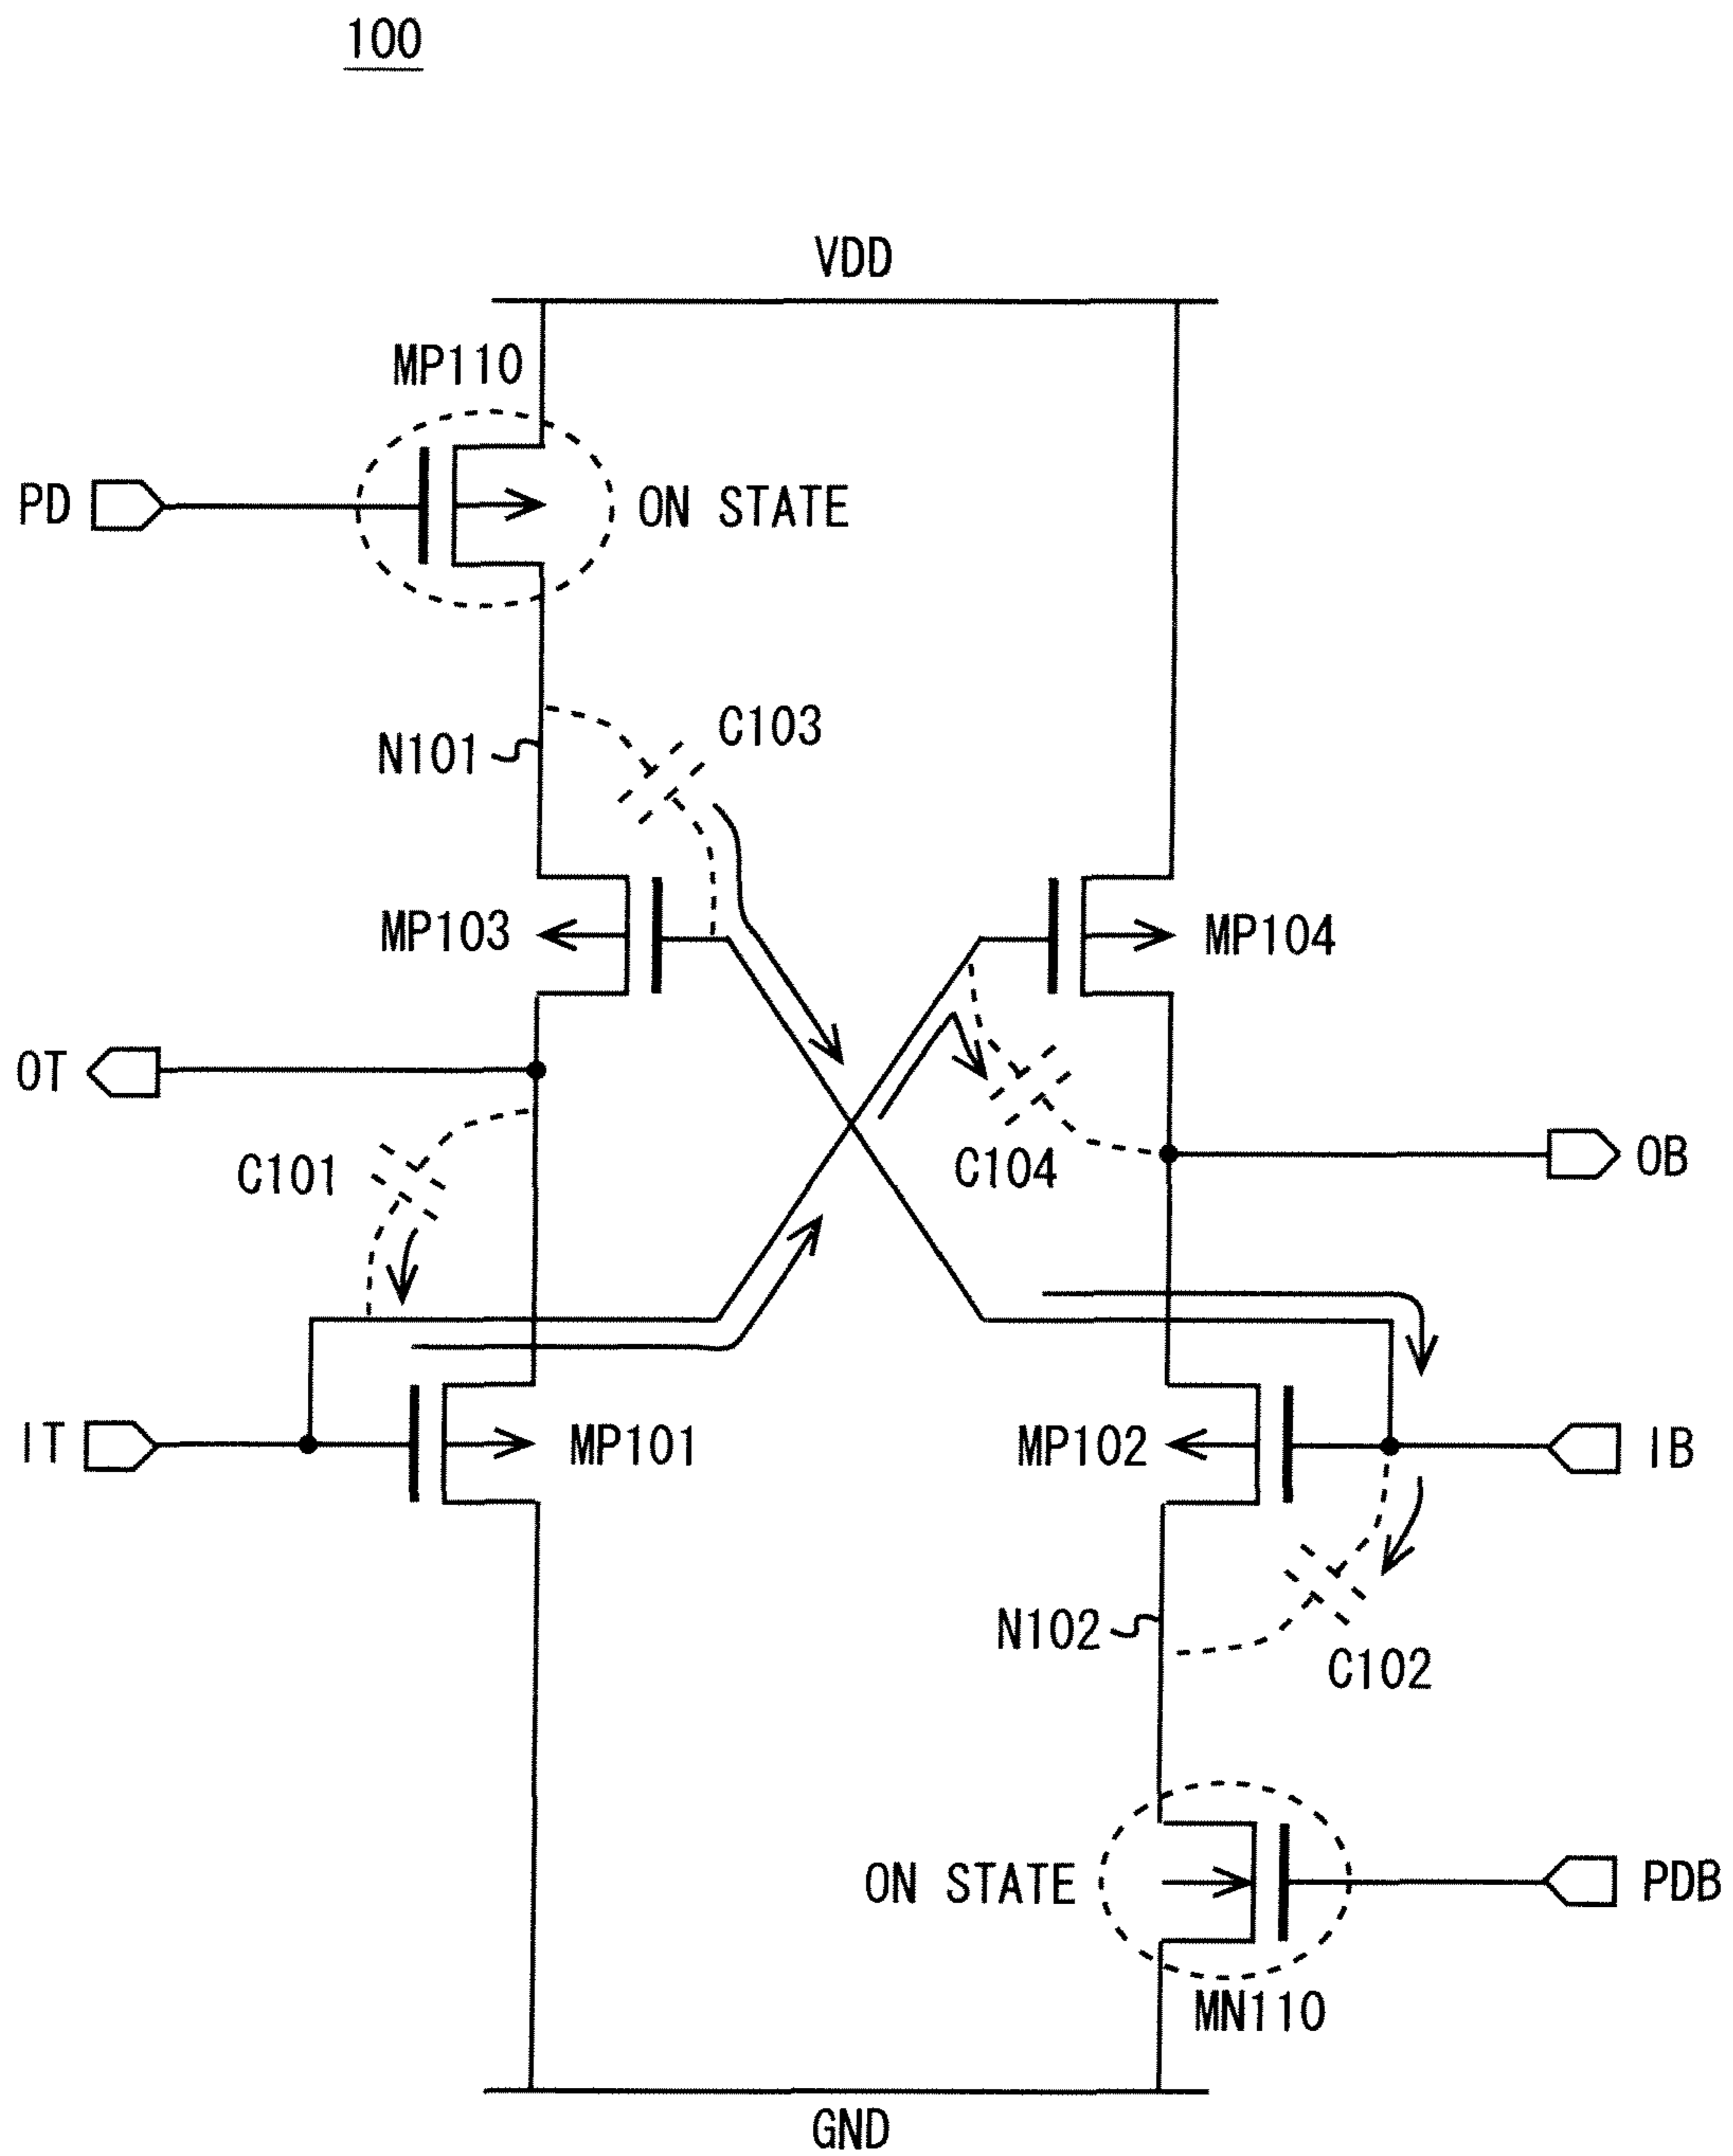 100
VDD
MP110
PD
ON STATE
C103
N101
MP103
MP104
OT
C101
C104
OB
IT
MP101
MP102
IB
N102
C102
ON STATE
PDB
MN110
GND